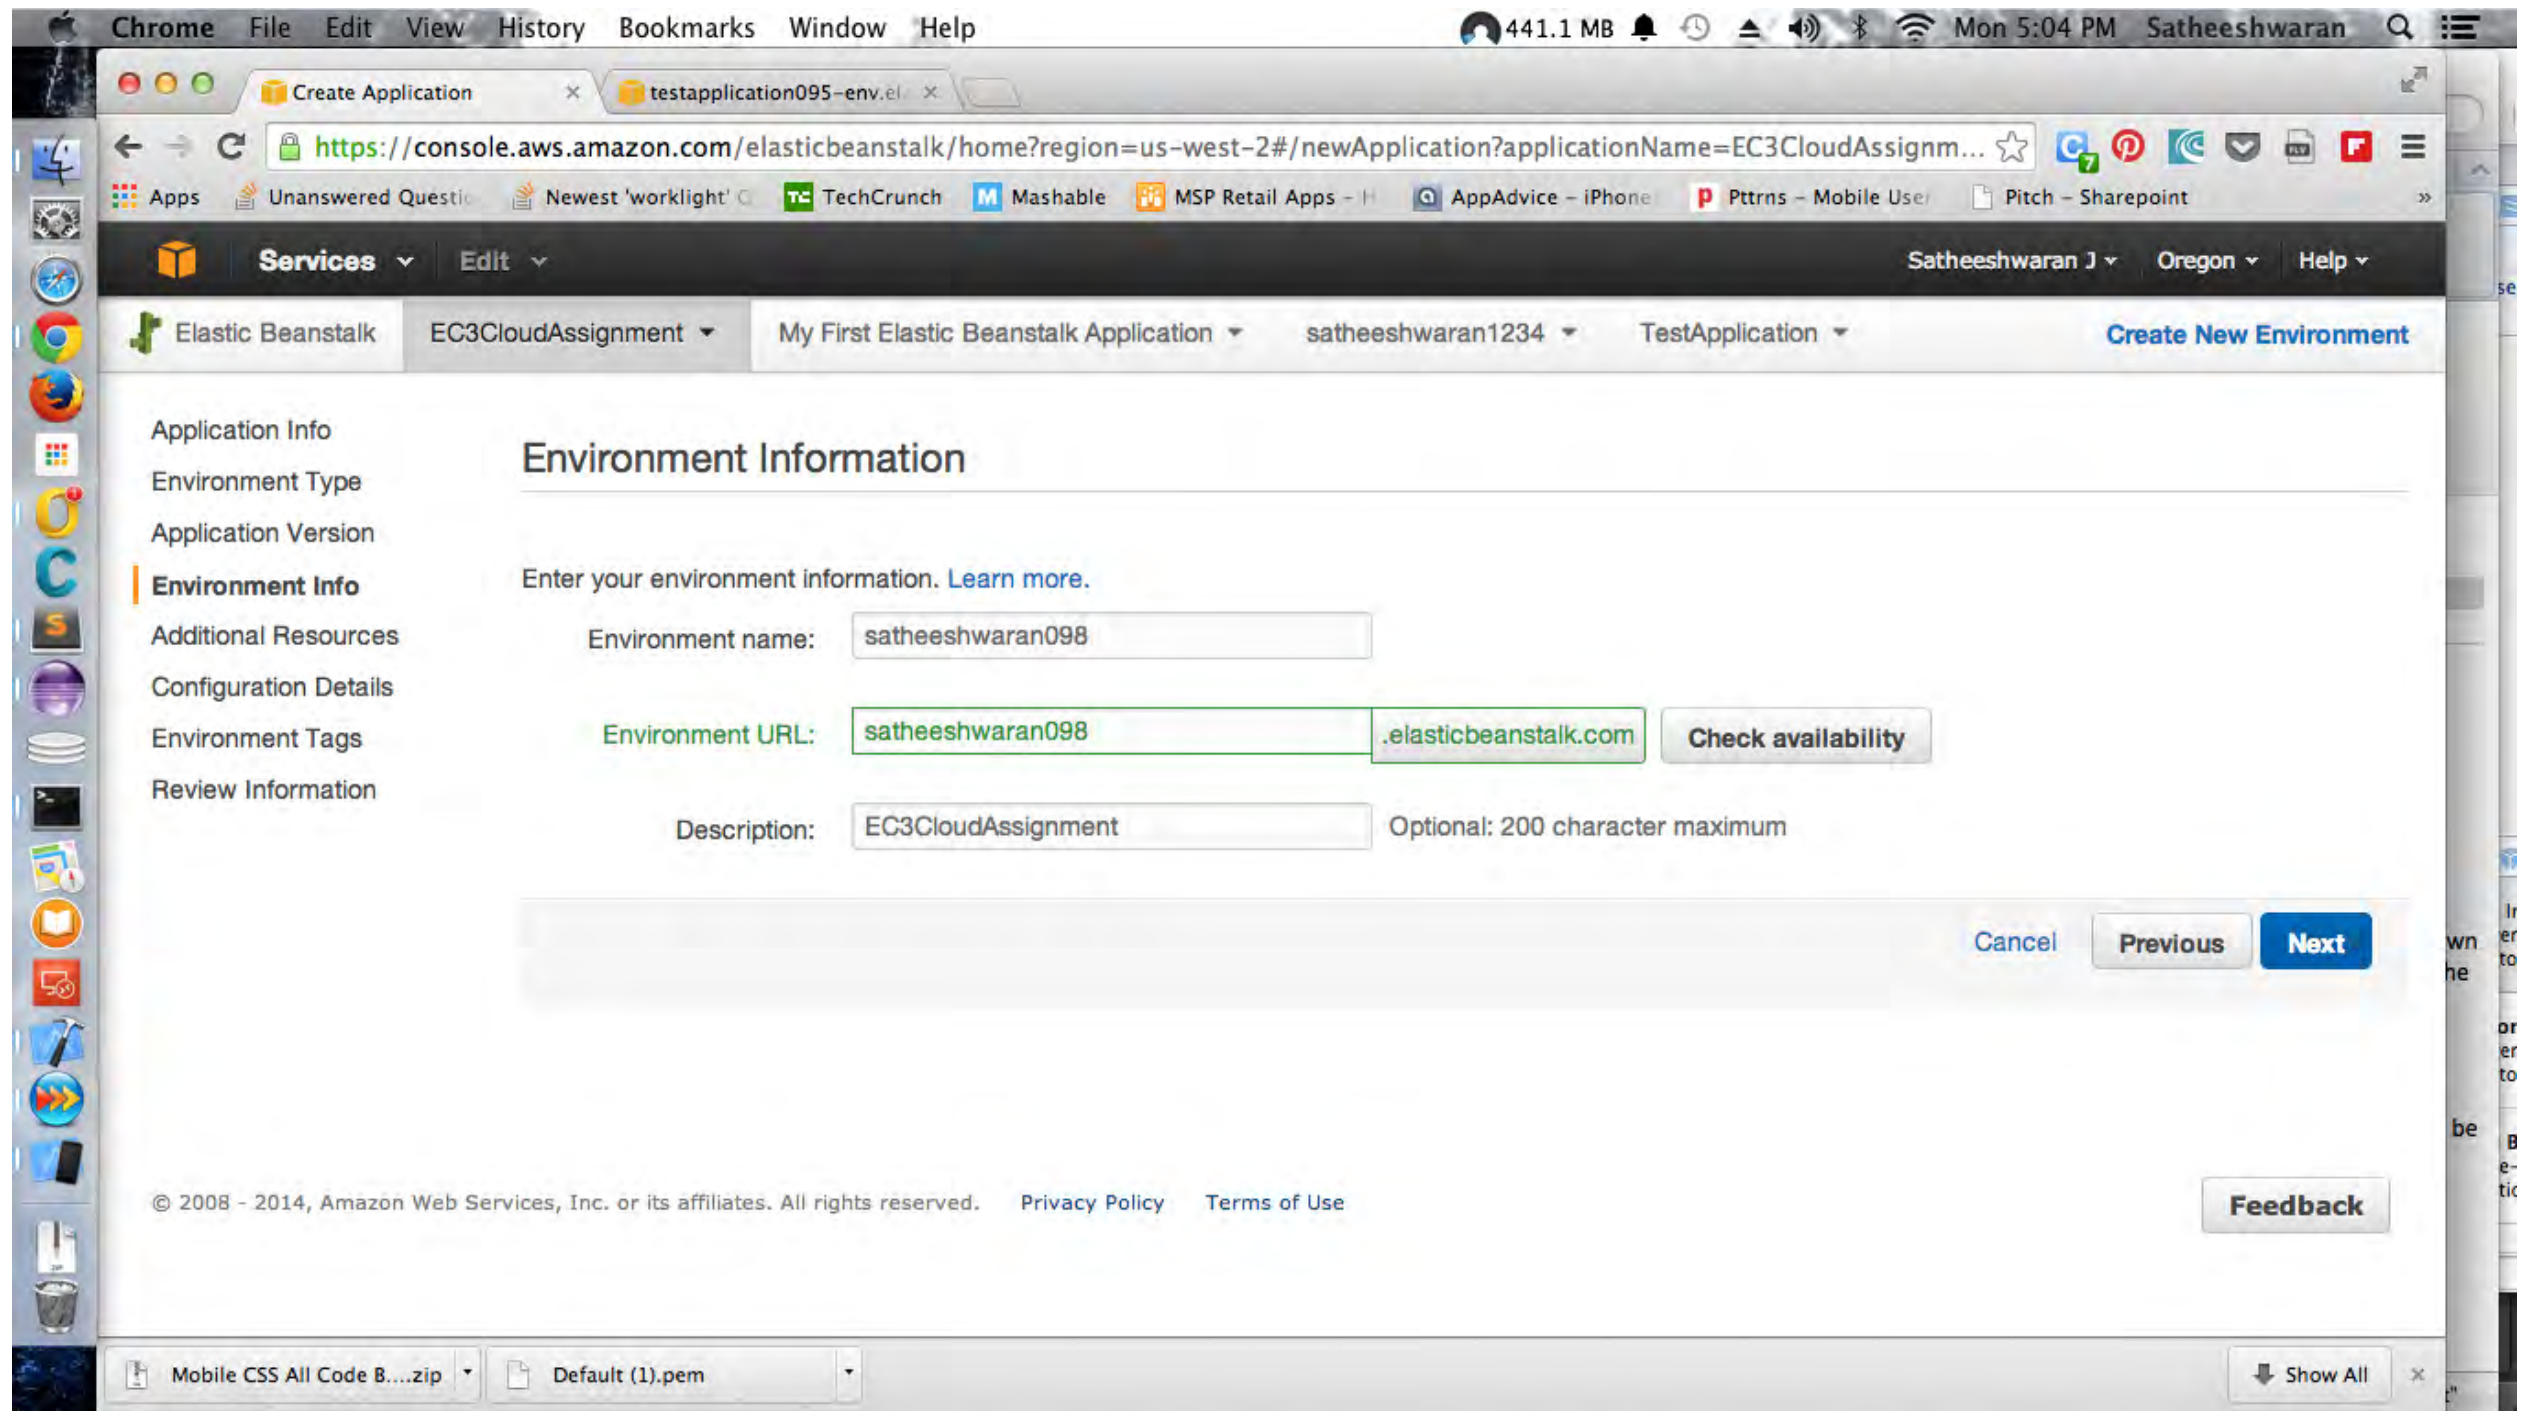 Chrome File Edit View History Bookmarks Window Help 441.1 MB Mon 5:04 PM Satheeshwaran
Create Application testapplication095-env.el
https://console.aws.amazon.com/elasticbeanstalk/home?region=us-west-2#/newApplication?applicationName=EC3CloudAssignm...
Apps Unanswered Questio Newest 'worklight' TechCrunch Mashable MSP Retail Apps – H AppAdvice – iPhone Pttrns – Mobile User Pitch – Sharepoint »
Services Edit Satheeshwaran J Oregon Help
Elastic Beanstalk EC3CloudAssignment My First Elastic Beanstalk Application satheeshwaran1234 TestApplication Create New Environment
Application Info
Environment Type
Application Version
Environment Info
Additional Resources
Configuration Details
Environment Tags
Review Information
Environment Information
Enter your environment information. Learn more.
Environment name: satheeshwaran098
Environment URL: satheeshwaran098 .elasticbeanstalk.com Check availability
Description: EC3CloudAssignment Optional: 200 character maximum
Cancel Previous Next
© 2008 - 2014, Amazon Web Services, Inc. or its affiliates. All rights reserved. Privacy Policy Terms of Use
Feedback
Mobile CSS All Code B....zip Default (1).pem Show All